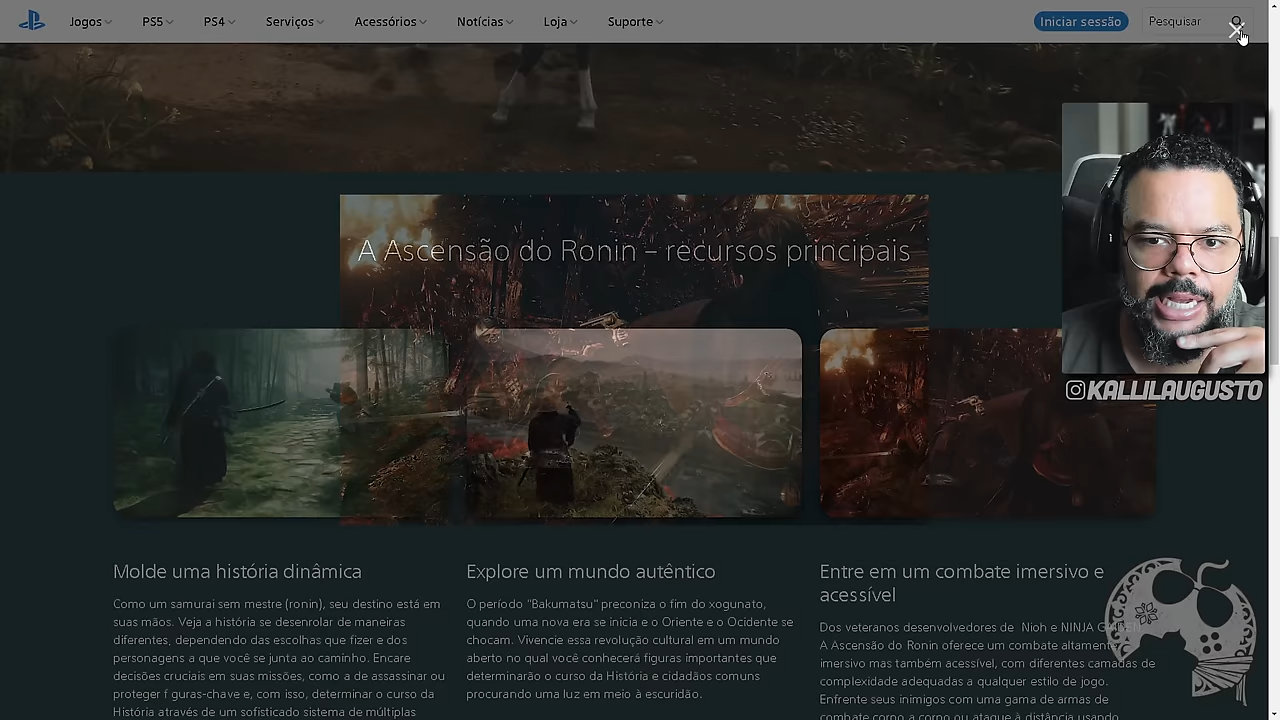 Jogos PS5 PS4 Serviços Acessórios Notícias Loja Suporte Iniciar sessão Pesquisar
A Ascensão do Ronin – recursos principais
KALLILAUGUSTO
Molde uma história dinâmica
Como um samurai sem mestre (ronin), seu destino está em
suas mãos. Veja a história se desenrolar de maneiras
diferentes, dependendo das escolhas que fizer e dos
personagens a que você se junta ao caminho. Encare
decisões cruciais em suas missões, como a de assassinar ou
proteger f guras-chave e, com isso, determinar o curso da
História através de um sofisticado sistema de múltiplas
Explore um mundo autêntico
O período "Bakumatsu" preconiza o fim do xogunato,
quando uma nova era se inicia e o Oriente e o Ocidente se
chocam. Vivencie essa revolução cultural em um mundo
aberto no qual você conhecerá figuras importantes que
determinarão o curso da História e cidadãos comuns
procurando uma luz em meio à escuridão.
Entre em um combate imersivo e
acessível
Dos veteranos desenvolvedores de Nioh e NINJA
A Ascensão do Ronin oferece um combate altamente
imersivo mas também acessível, com diferentes camadas de
complexidade adequadas a qualquer estilo de jogo.
Enfrente seus inimigos com uma gama de armas de
combate corpo a corpo ou ataque à distância usando